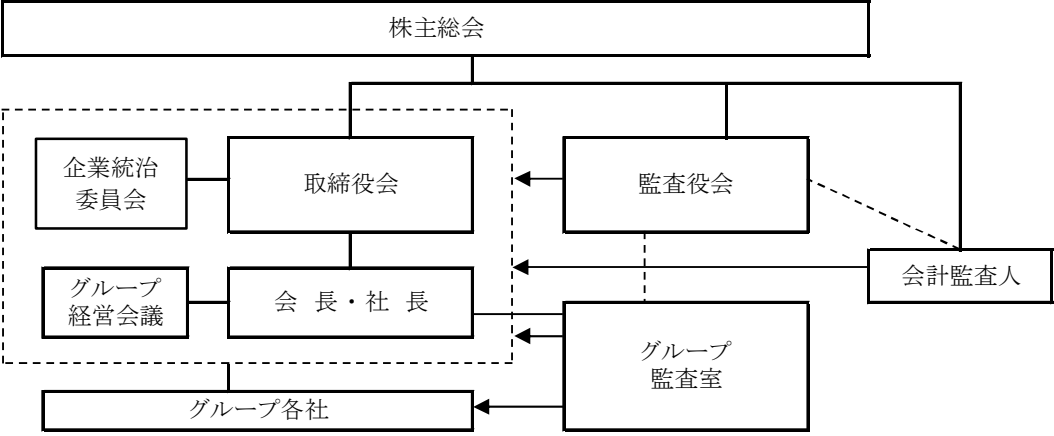 株主総会
企業統治
委員会
取締役会
監査役会
会計監査人
グループ
経営会議
会 長・社 長
グループ
監査室
グループ各社